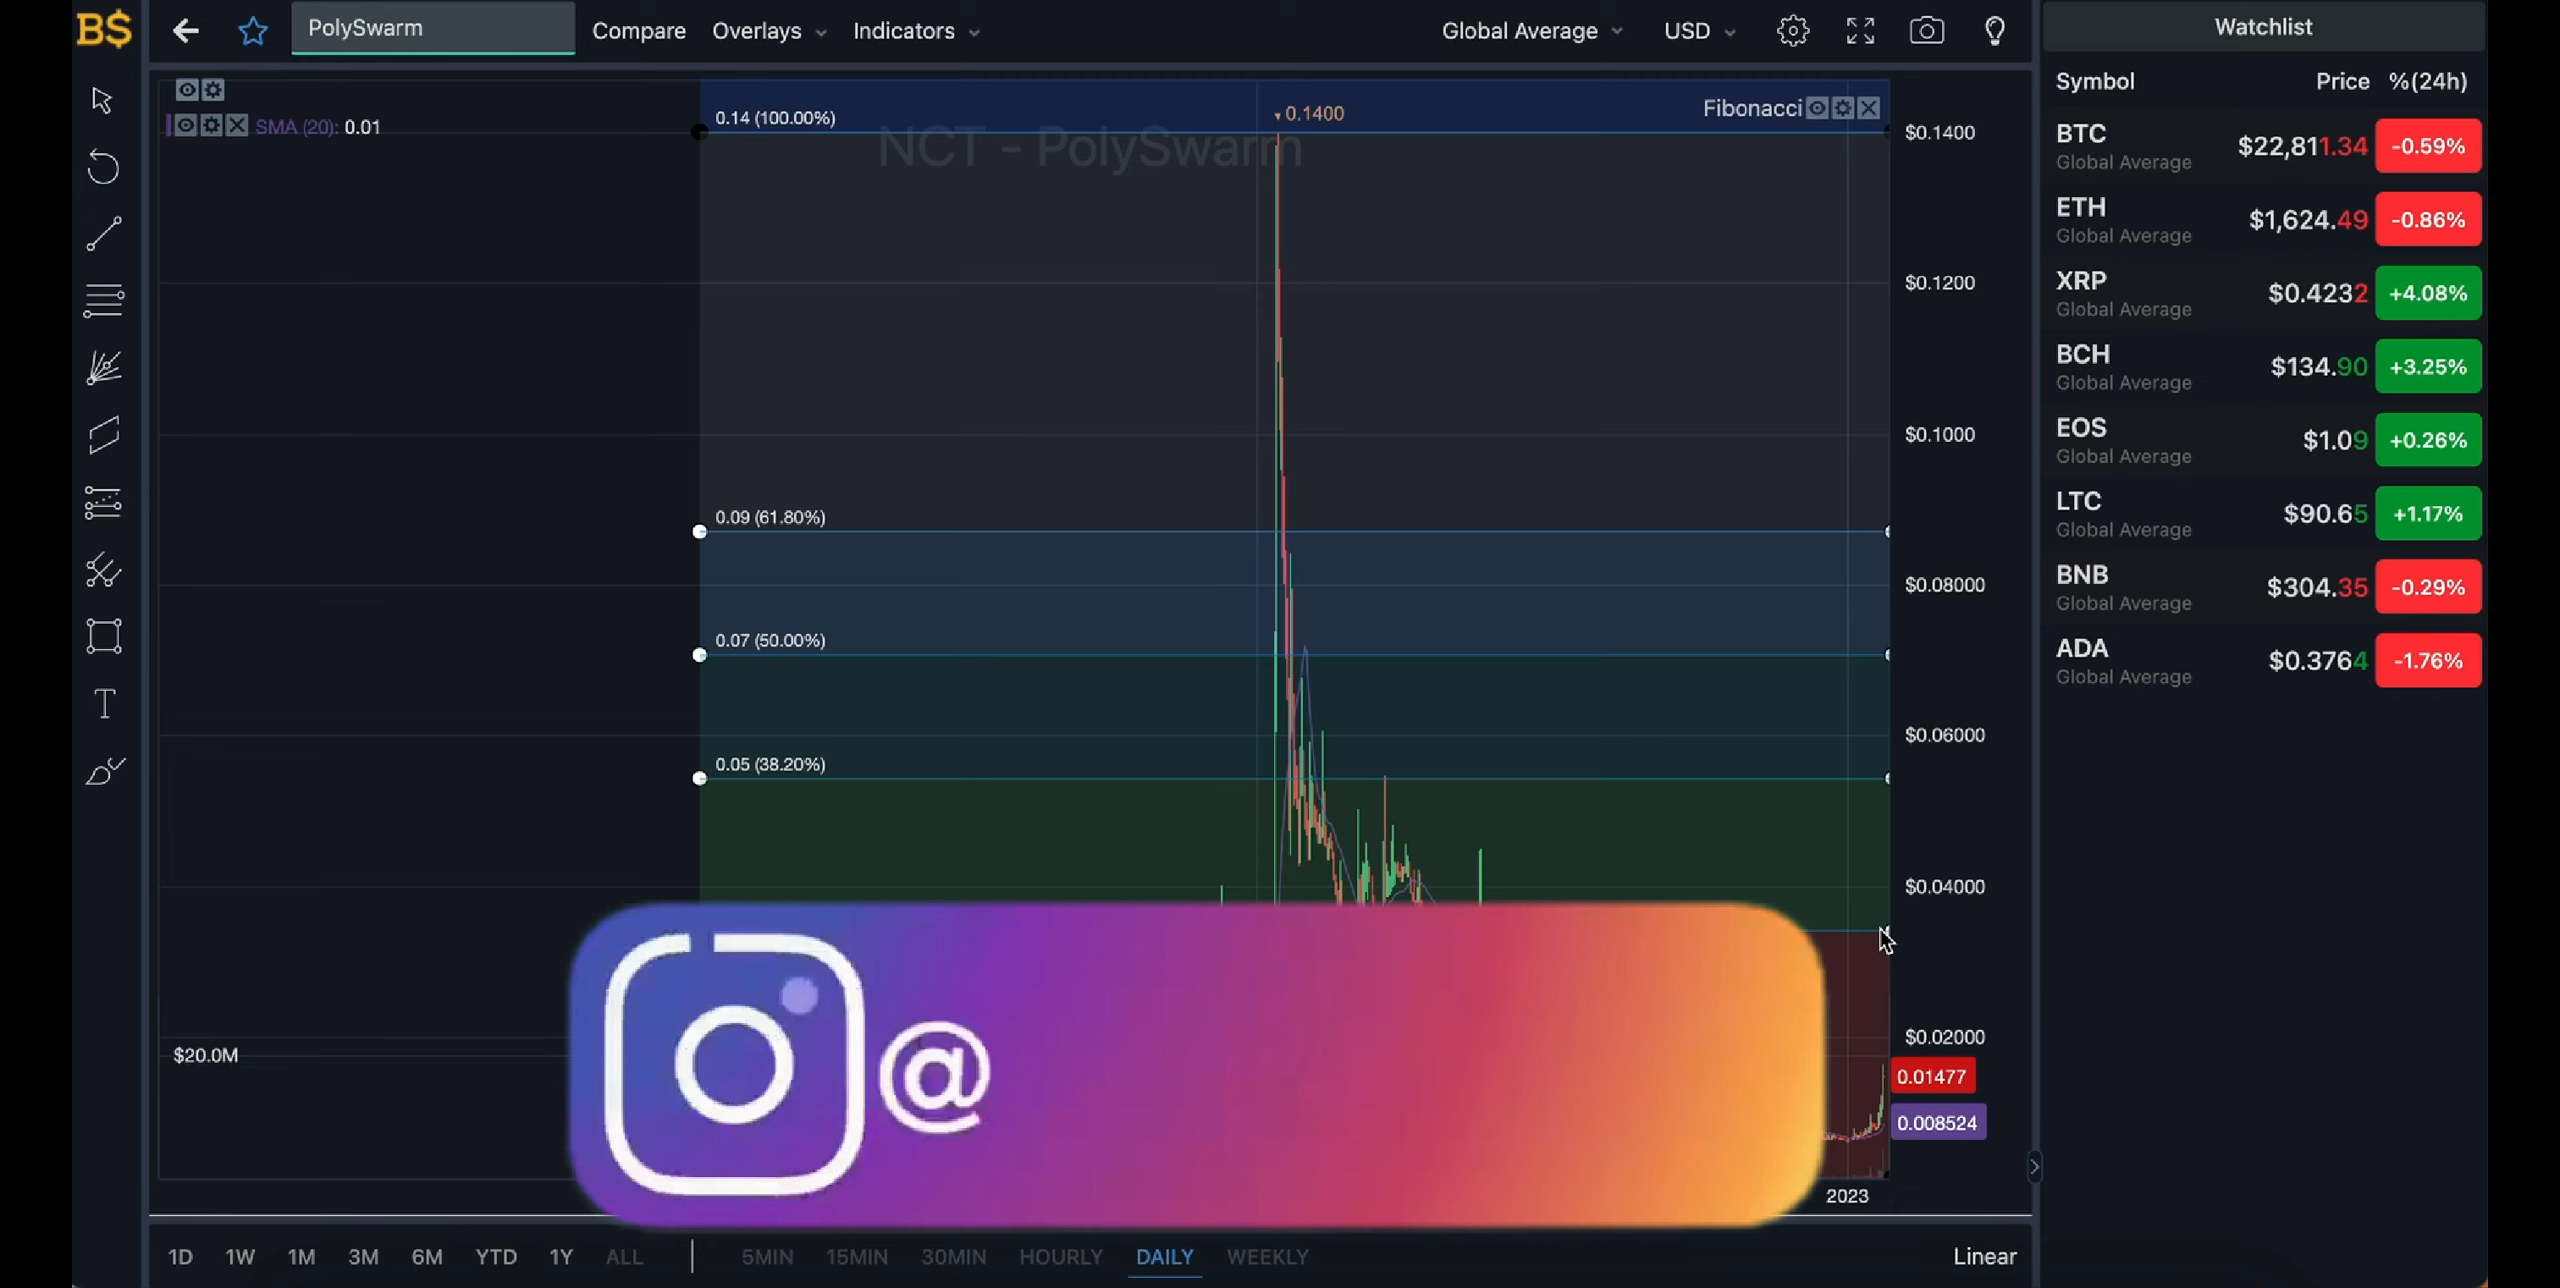 B$
PolySwarm
Compare
Overlays
Indicators
Global Average
USD
SMA (20): 0.01
NCT - PolySwarm
Fibonacci
0.1400
0.14 (100.00%)
0.09 (61.80%)
0.07 (50.00%)
0.05 (38.20%)
$0.1400
$0.1200
$0.1000
$0.08000
$0.06000
$0.04000
$0.02000
0.01477
0.008524
$20.0M
@
2023
1D 1W 1M 3M 6M YTD 1Y ALL
5MIN 15MIN 30MIN HOURLY DAILY WEEKLY
Linear
Watchlist
Symbol Price %(24h)
BTC $22,811.34 -0.59%
Global Average
ETH $1,624.49 -0.86%
Global Average
XRP $0.4232 +4.08%
Global Average
BCH $134.90 +3.25%
Global Average
EOS $1.09 +0.26%
Global Average
LTC $90.65 +1.17%
Global Average
BNB $304.35 -0.29%
Global Average
ADA $0.3764 -1.76%
Global Average